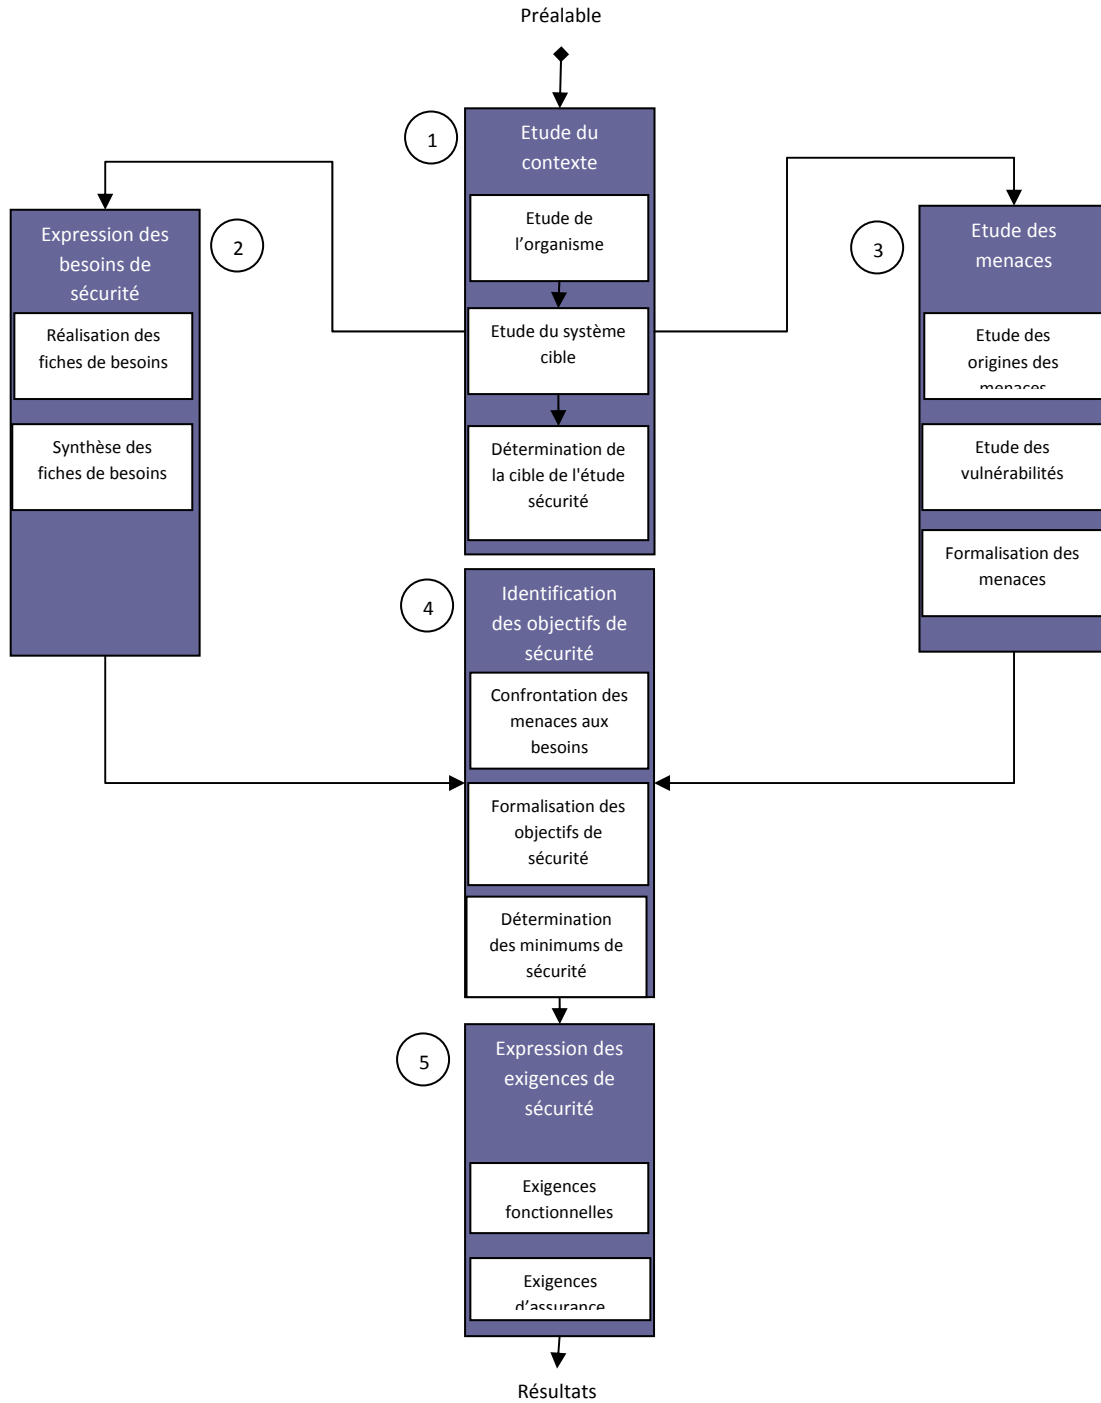 Préalable
1
Etude du
contexte
Etude de
l’organisme
Etude du système
cible
Détermination de
la cible de l'étude
sécurité
2
Expression des
besoins de
sécurité
Réalisation des
fiches de besoins
Synthèse des
fiches de besoins
3
Etude des
menaces
Etude des
origines des
menaces
Etude des
vulnérabilités
Formalisation des
menaces
4
Identification
des objectifs de
sécurité
Confrontation des
menaces aux
besoins
Formalisation des
objectifs de
sécurité
Détermination
des minimums de
sécurité
5
Expression des
exigences de
sécurité
Exigences
fonctionnelles
Exigences
d’assurance
Résultats